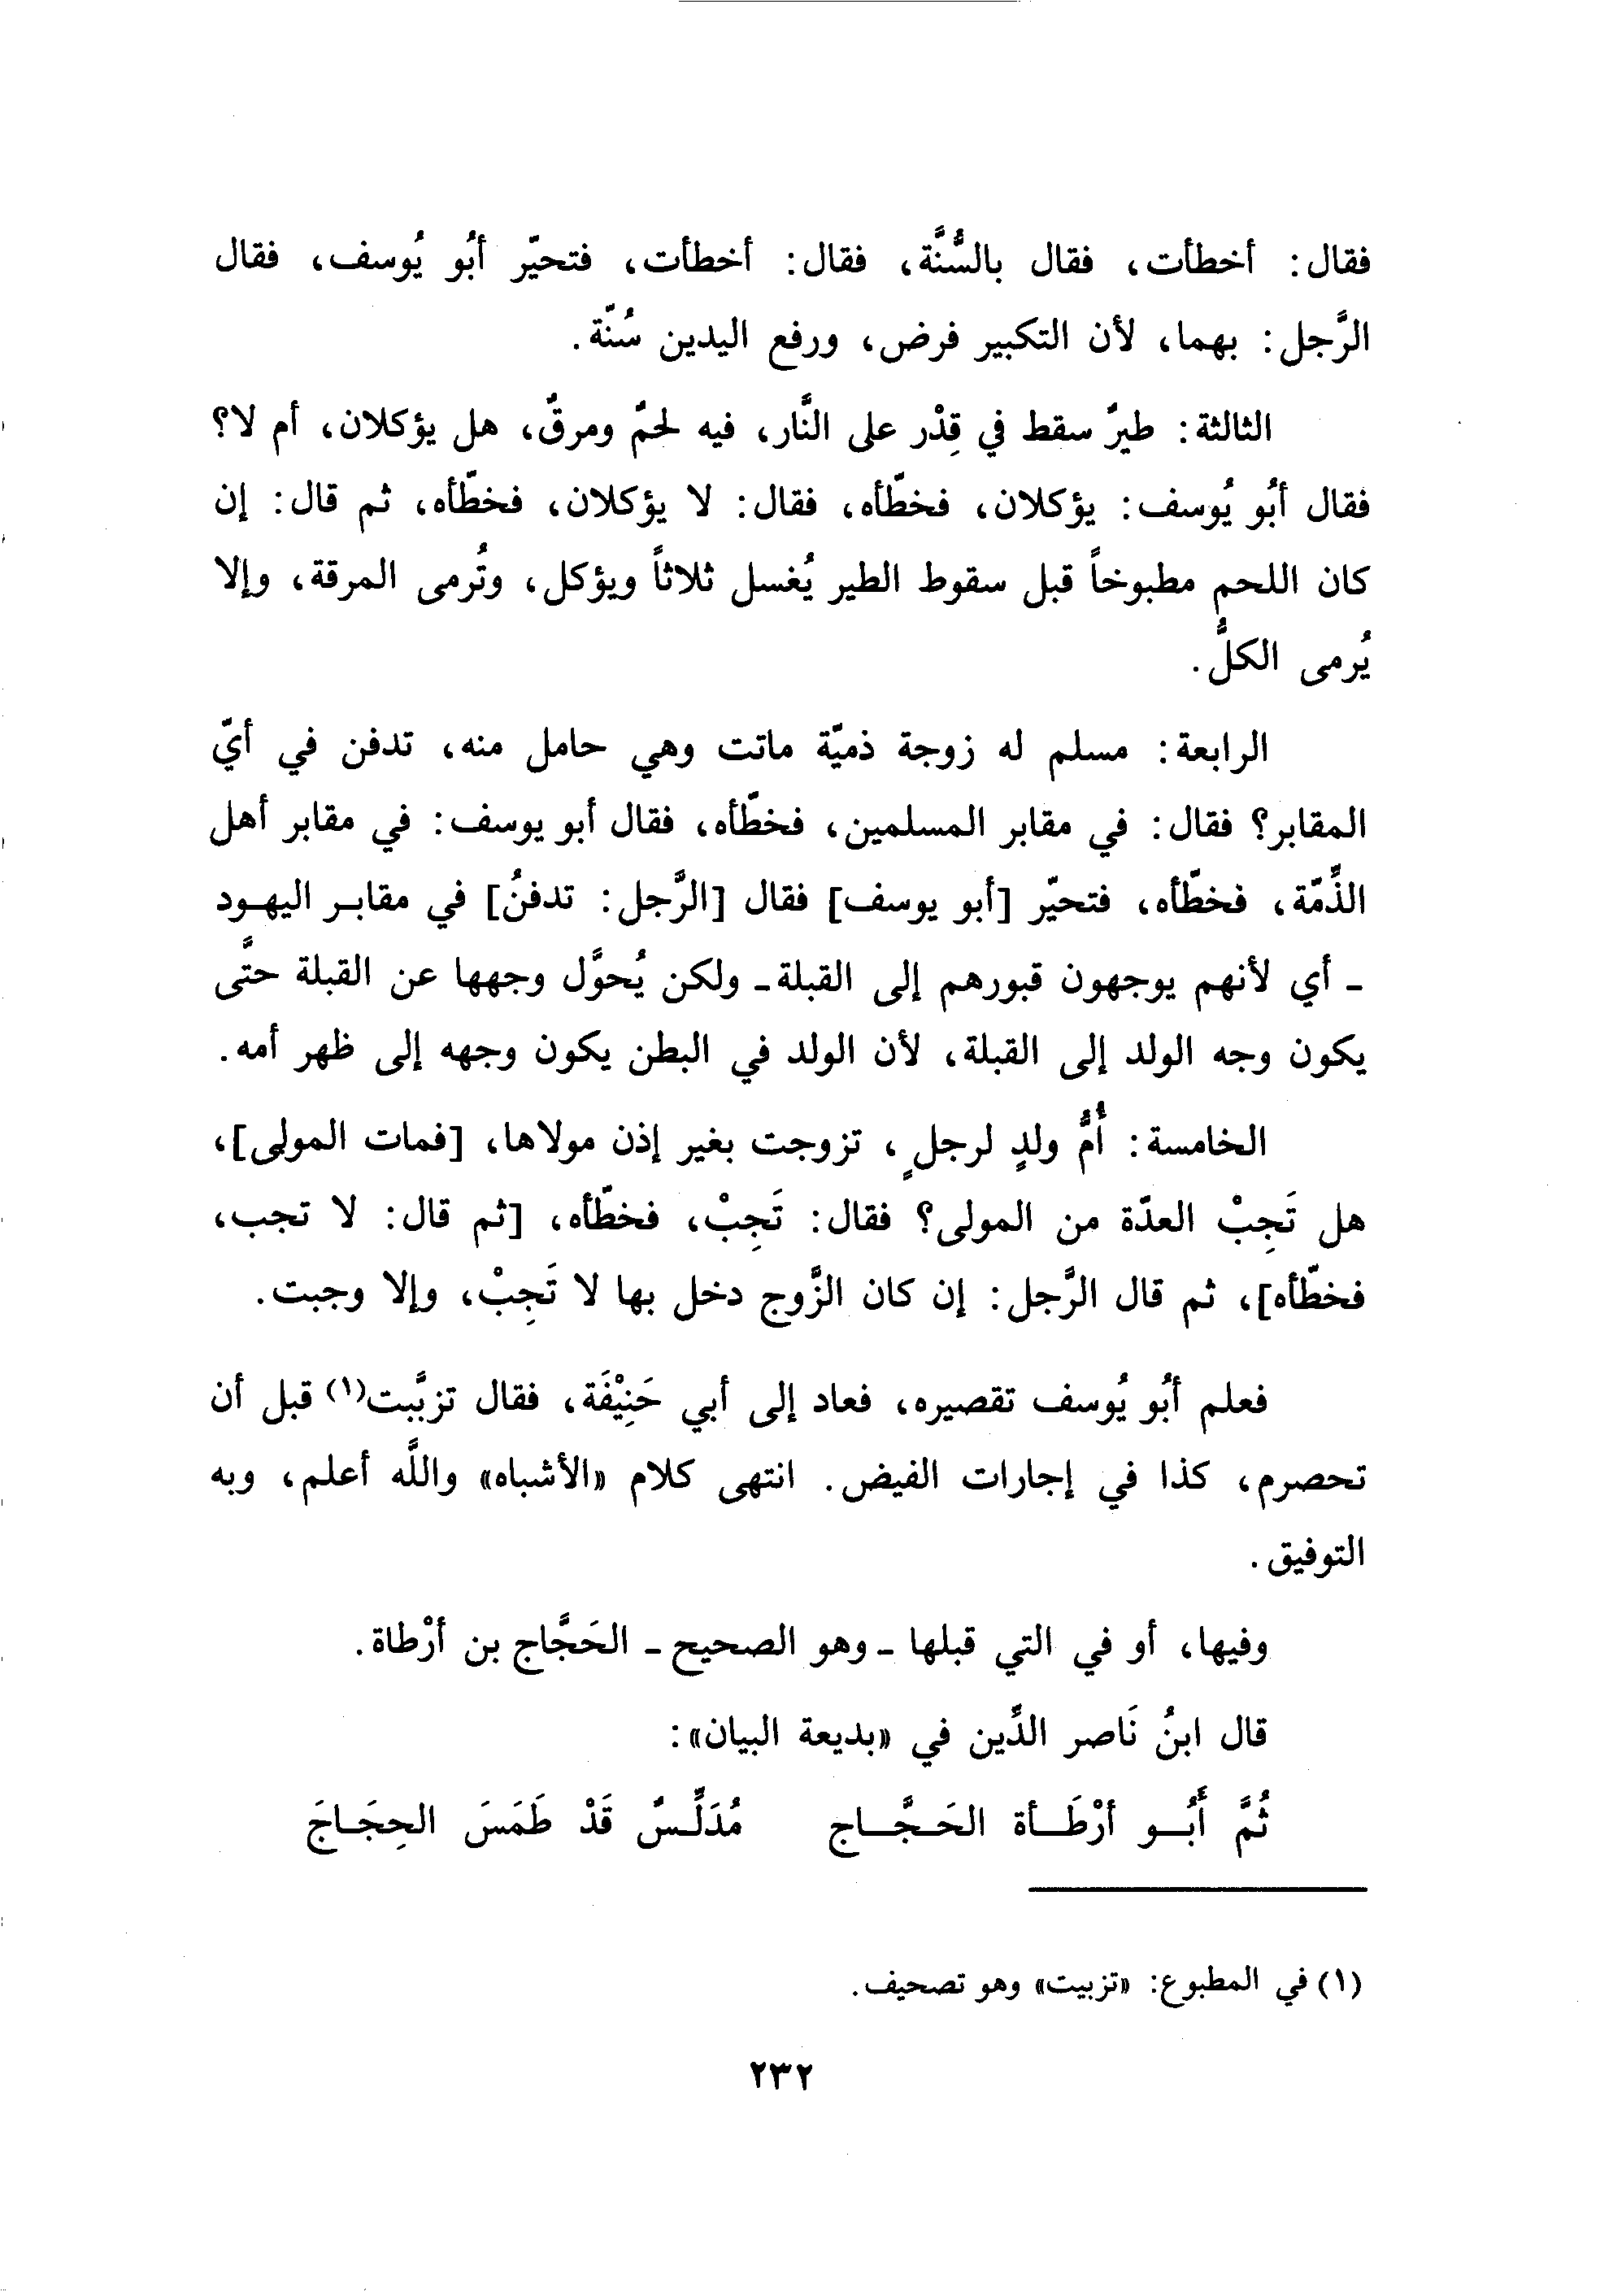 فقال: أخطأت، فقال بالسُّنَّة، فقال: أخطأت، فتحيّر أبُو يُوسف، فقال
الرَّجل: بهما، لأن التكبير فرض، ورفع اليدين سُنّة.
الثالثة: طيرٌ سقط في قِدْر على النَّار، فيه لحمٌ ومرقٌ، هل يؤكلان، أم لا؟
فقال أبُو يُوسف: يؤكلان، فخطّأه، فقال: لا يؤكلان، فخطّأه، ثم قال: إن
كان اللحم مطبوخاً قبل سقوط الطير يُغسل ثلاثاً ويؤكل، وتُرمى المرقة، وإلا
يُرمى الكلُّ.
الرابعة: مسلم له زوجة ذميّة ماتت وهي حامل منه، تدفن في أيّ
المقابر؟ فقال: في مقابر المسلمين، فخطّأه، فقال أبو يوسف: في مقابر أهل
الذِّمّة، فخطّأه، فتحيّر [أبو يوسف] فقال [الرَّجل: تدفنُ] في مقابـر اليهـود
ـ أي لأنهم يوجهون قبورهم إلى القبلة ـ ولكن يُحوَّل وجهها عن القبلة حتَّى
يكون وجه الولد إلى القبلة، لأن الولد في البطن يكون وجهه إلى ظهر أمه.
الخامسة: أُمُّ ولدٍ لرجلٍ، تزوجت بغير إذن مولاها، [فمات المولى]،
هل تَجِبْ العدّة من المولى؟ فقال: تَجِبْ، فخطّأه، [ثم قال: لا تجب،
فخطّأه]، ثم قال الرَّجل: إن كان الزَّوج دخل بها لا تَجِبْ، وإلا وجبت.
فعلم أبُو يُوسف تقصيره، فعاد إلى أبي حَنِيْفَة، فقال تزبَّبت(١) قبل أن
تحصرم، كذا في إجارات الفيض. انتهى كلام «الأشباه» واللَّه أعلم، وبه
التوفيق.
وفيها، أو في التي قبلها ـ وهو الصحيح ـ الحَجَّاج بن أرْطاة.
قال ابنُ نَاصر الدِّين في «بديعة البيان»:
ثُمَّ أَبُـــو أرْطَـــأة الحَـجَّـــاج مُدَلِّـسٌ قَدْ طَمَسَ الحِجَـاجَ
(١) في المطبوع: «تزبيت» وهو تصحيف.
٢٣٢